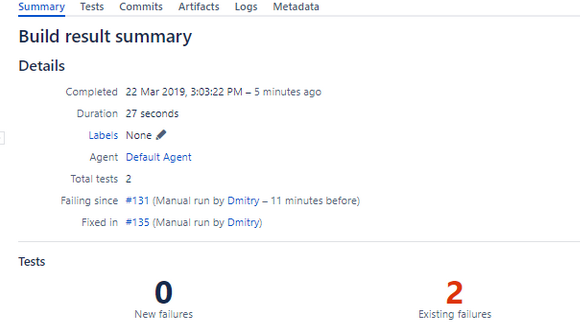 Summary Tests Commits Artifacts Logs Metadata
Build result summary
Details
Completed 22 Mar 2019, 3:03:22 PM – 5 minutes ago
Duration 27 seconds
Labels None
Agent Default Agent
Total tests 2
Failing since #131 (Manual run by Dmitry – 11 minutes before)
Fixed in #135 (Manual run by Dmitry)
Tests
0 2
New failures Existing failures